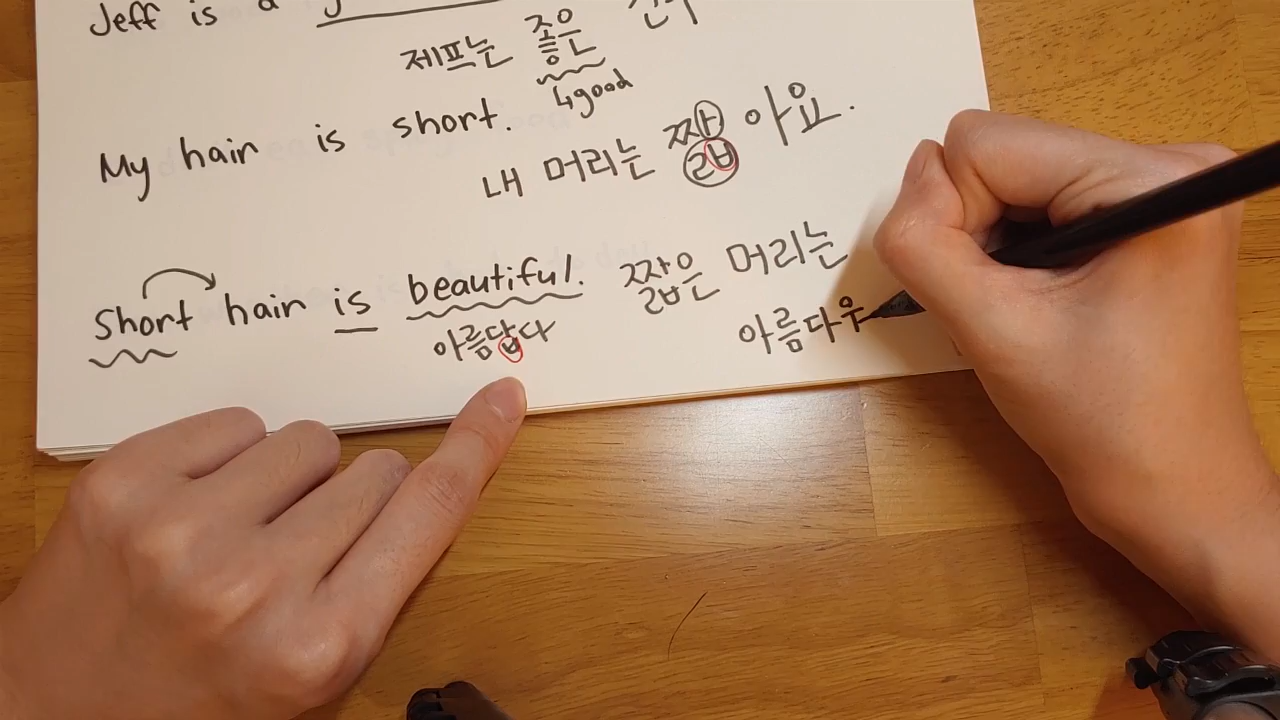 Jeff is a
제프는 좋은
↳good
My hair is short.
내 머리는 짧아요.
Short hair is beautiful. 짧은 머리는
아름답다 아름다우